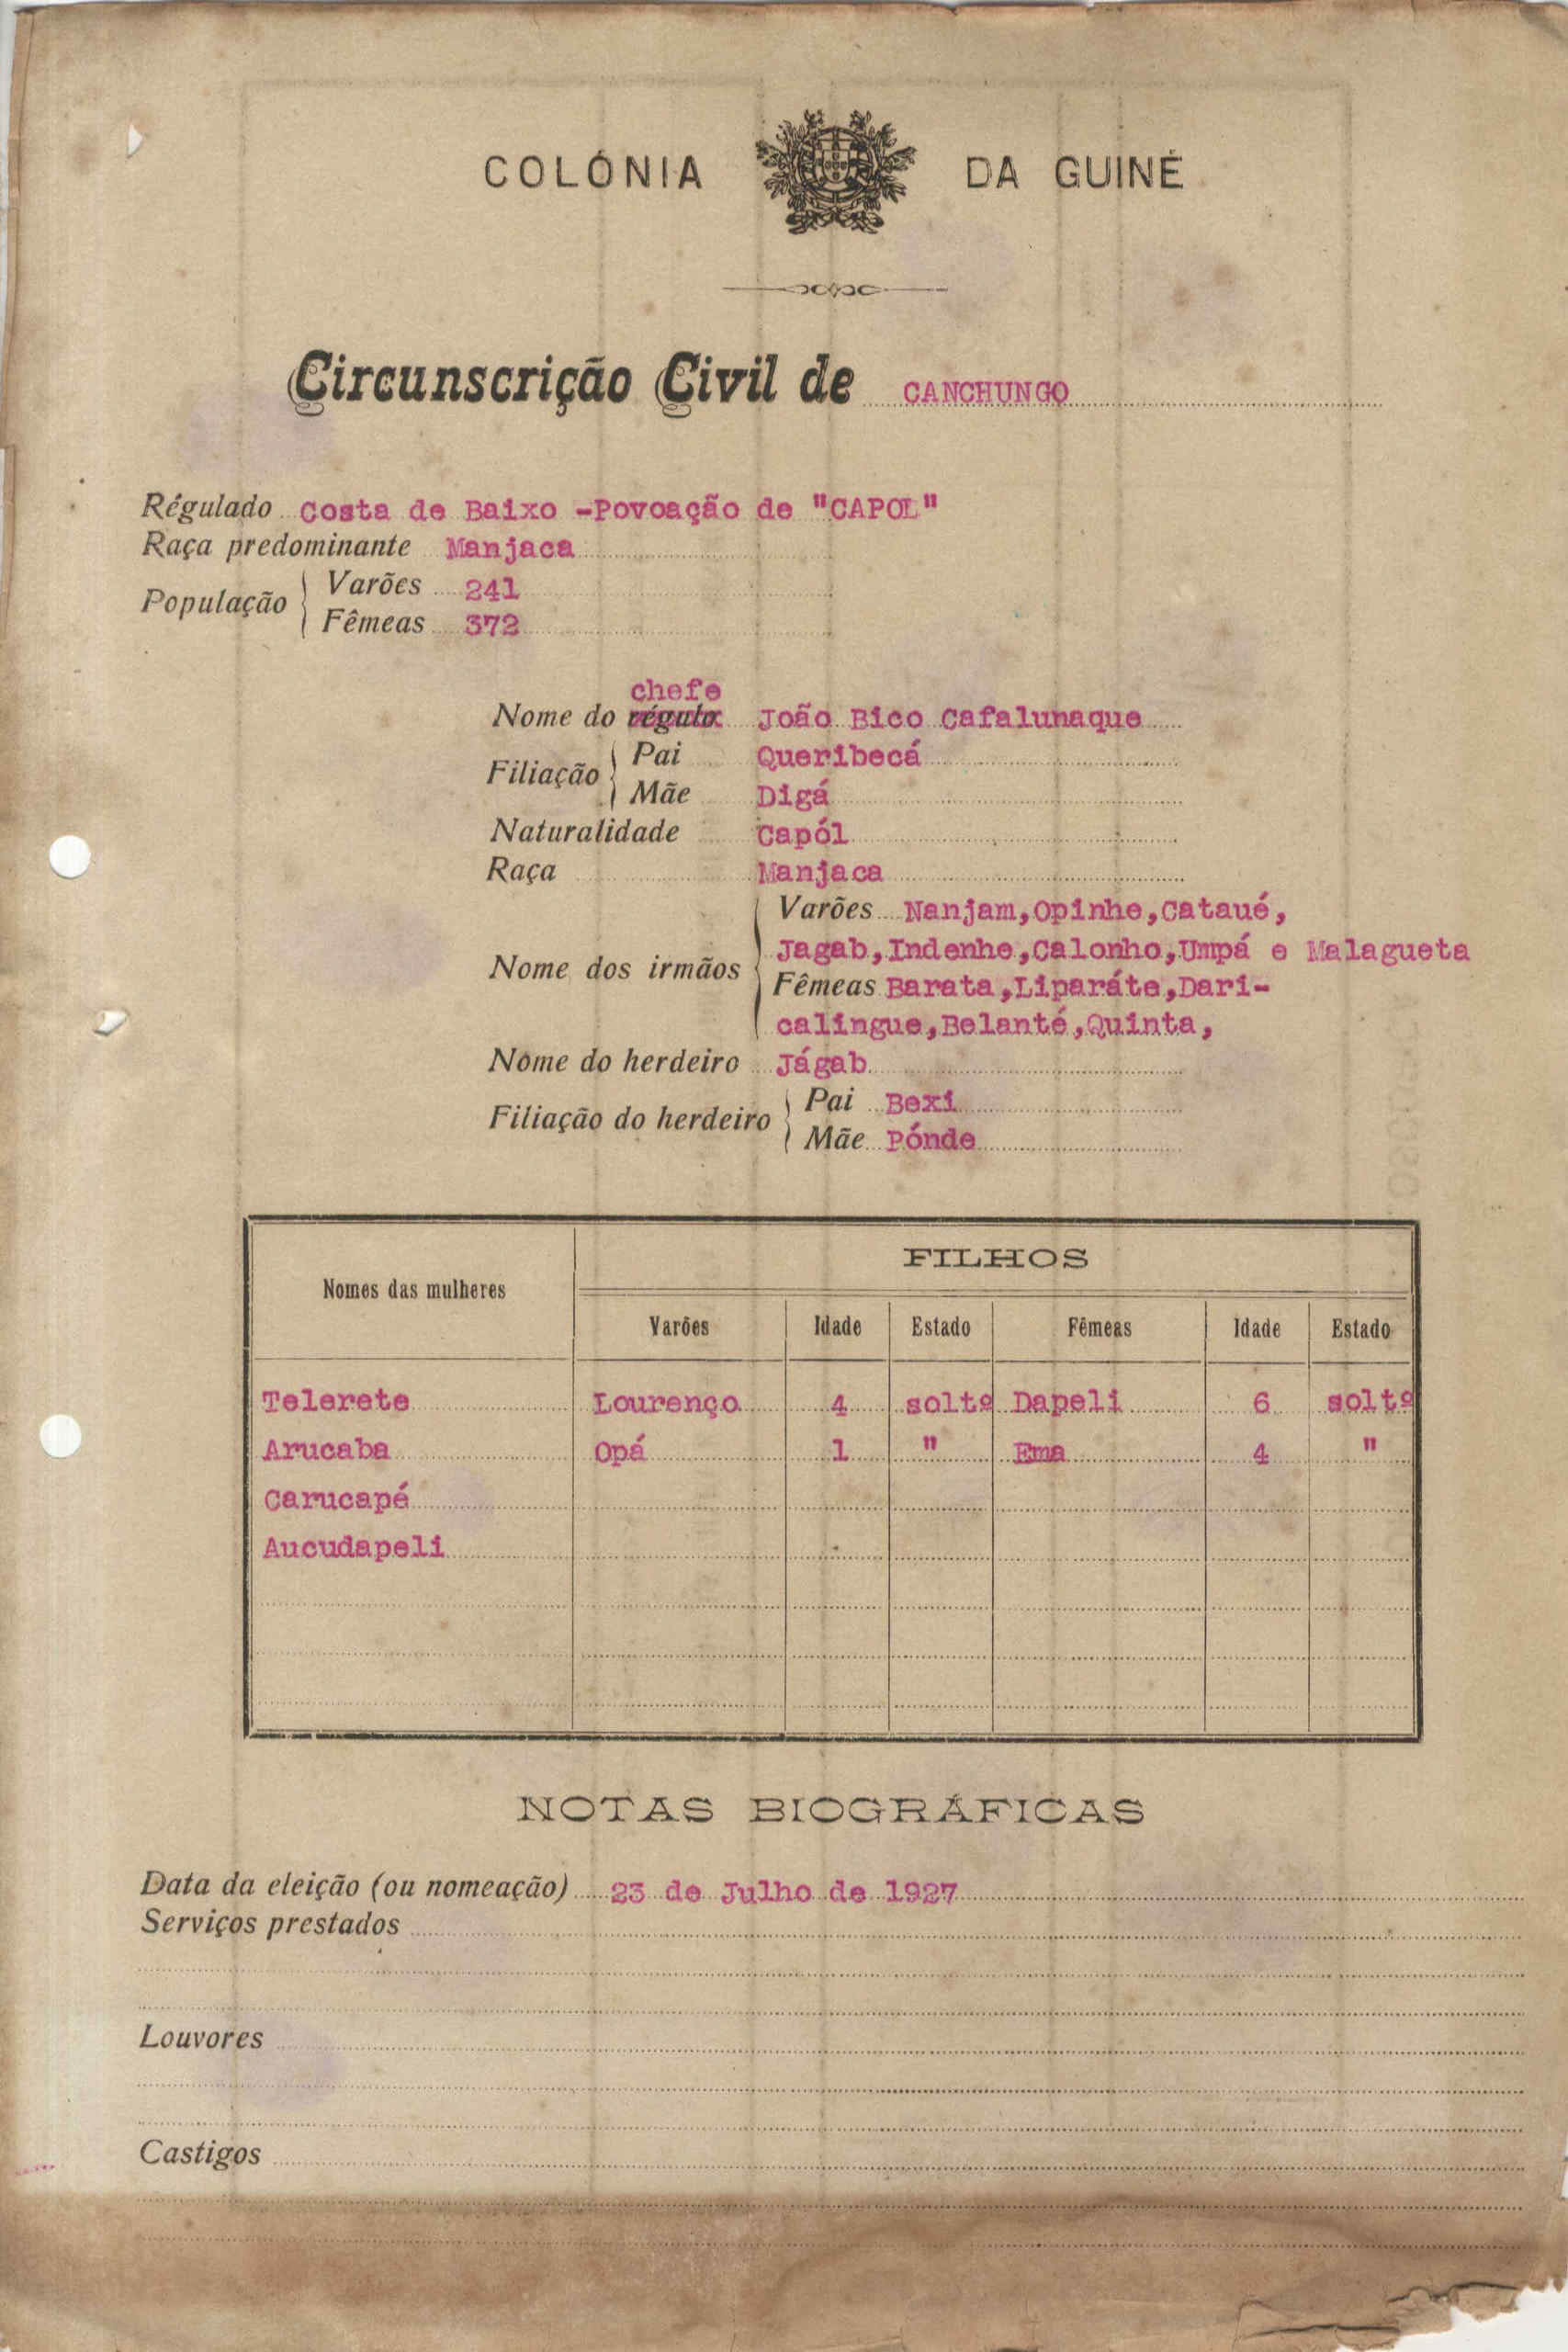 COLÓNIA DA GUINÉ
Circunscrição Civil de CANCHUNGO
Régulado Costa de Baixo -Povoação de "CAPOL"
Raça predominante Manjaca
População
Varões 241
Fêmeas 372
chefe
Nome do régulo João Bico Cafalunaque
Filiação
Pai Queribecá
Mãe Digá
Naturalidade Capól
Raça Manjaca
Nome dos irmãos
Varões Nanjam,Opinhe,Cataué,
Jagab,Indenhe,Calonho,Umpá e Malagueta
Fêmeas Barata,Liparáte,Dari-
calingue,Belanté,Quinta,
Nome do herdeiro Jágab
Filiação do herdeiro
Pai Bexi
Mãe Pónde
Nomes das mulheres FILHOS
Varões Idade Estado Fêmeas Idade Estado
Telerete Lourenço 4 soltº Dapeli 6 soltº
Arucaba Opá 1 " Ema 4 "
Carucapé
Aucudapeli
NOTAS BIOGRÁFICAS
Data da eleição (ou nomeação) 23 de Julho de 1927
Serviços prestados
Louvores
Castigos